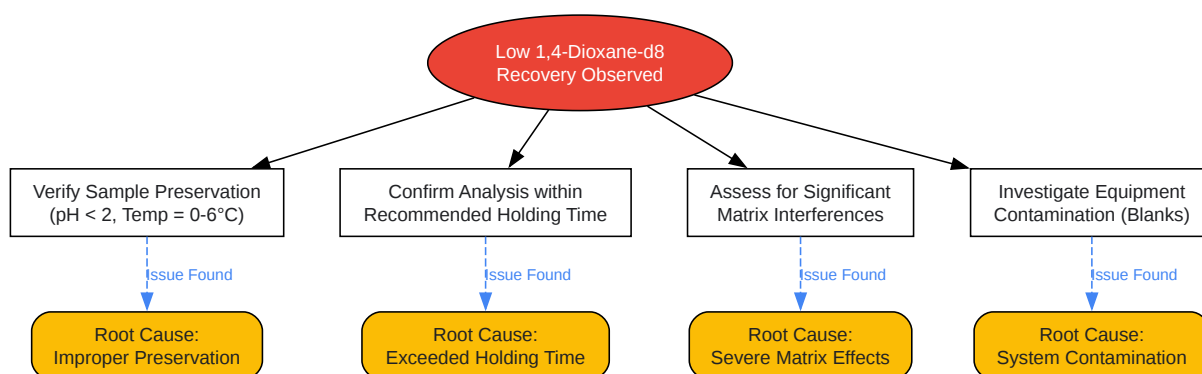 Low 1,4-Dioxane-d8
Recovery Observed
Verify Sample Preservation
(pH < 2, Temp = 0-6°C)
Confirm Analysis within
Recommended Holding Time
Assess for Significant
Matrix Interferences
Investigate Equipment
Contamination (Blanks)
Issue Found
Issue Found
Issue Found
Issue Found
Root Cause:
Improper Preservation
Root Cause:
Exceeded Holding Time
Root Cause:
Severe Matrix Effects
Root Cause:
System Contamination